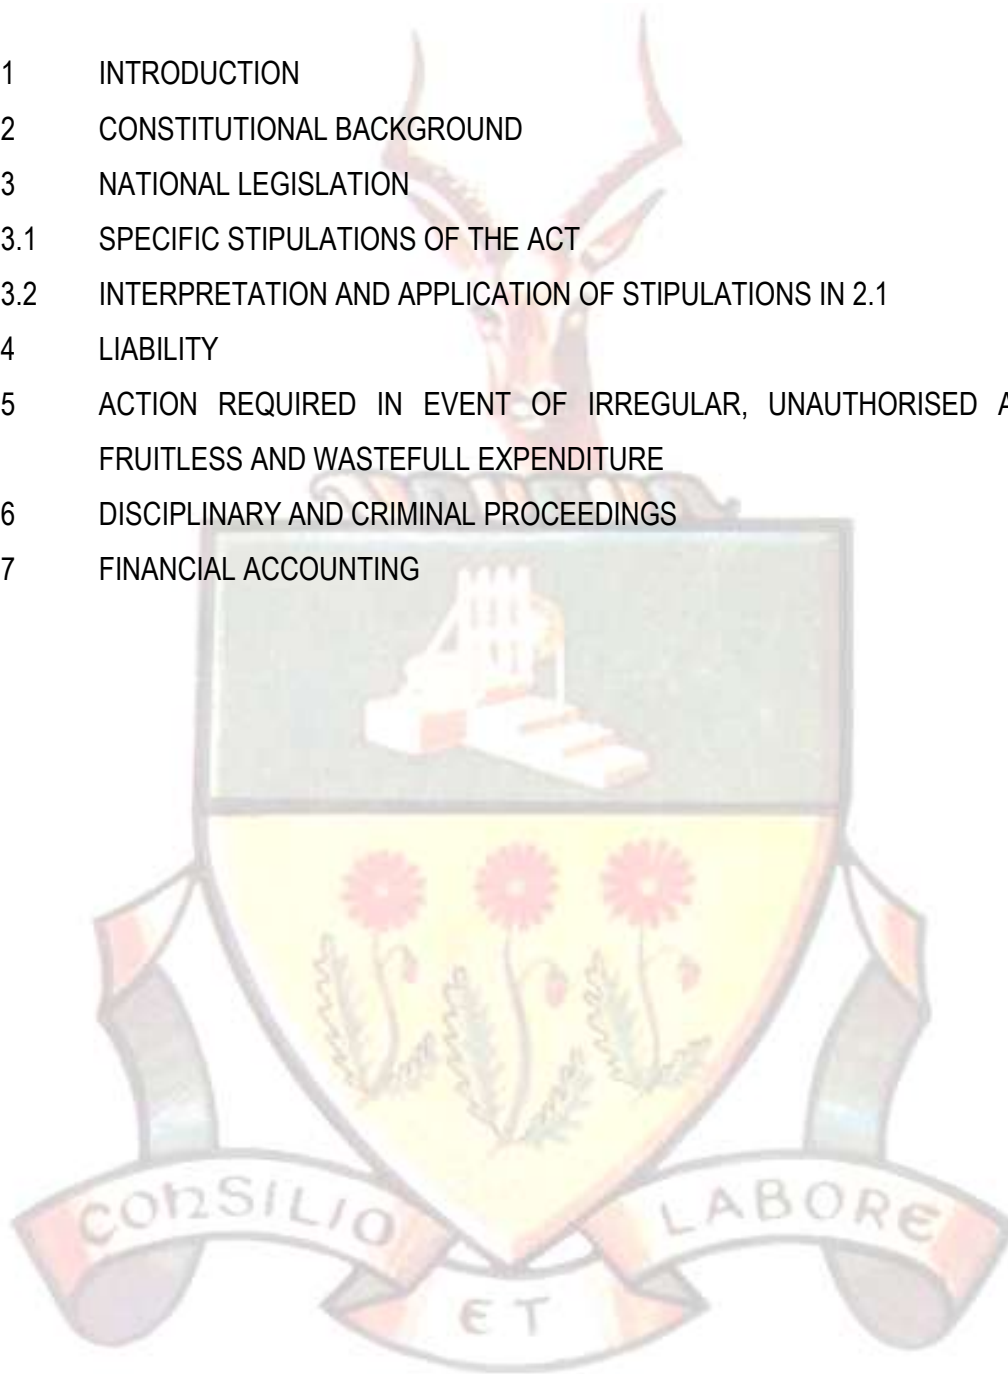 1 INTRODUCTION
2 CONSTITUTIONAL BACKGROUND
3 NATIONAL LEGISLATION
3.1 SPECIFIC STIPULATIONS OF THE ACT
3.2 INTERPRETATION AND APPLICATION OF STIPULATIONS IN 2.1
4 LIABILITY
5 ACTION REQUIRED IN EVENT OF IRREGULAR, UNAUTHORISED
FRUITLESS AND WASTEFULL EXPENDITURE
6 DISCIPLINARY AND CRIMINAL PROCEEDINGS
7 FINANCIAL ACCOUNTING
CONSILIO
LABORE
ET